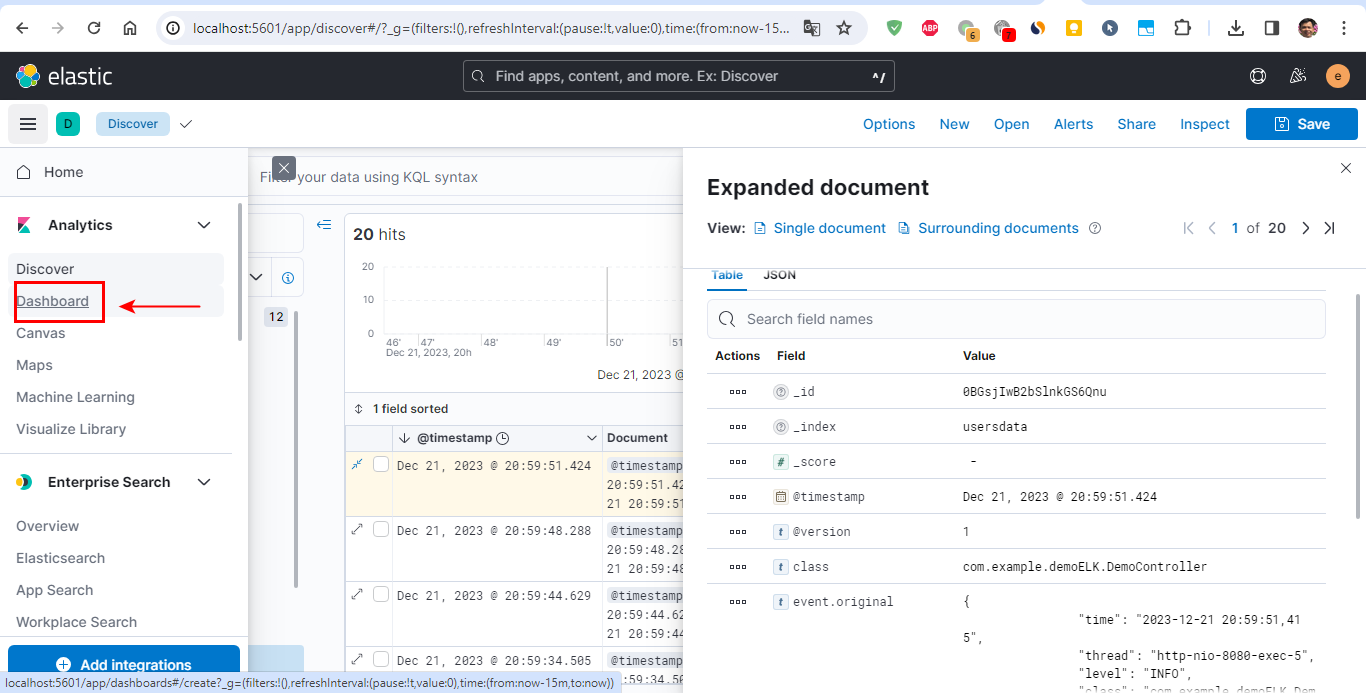 localhost:5601/app/discover#/?_g=(filters:!(),refreshInterval:(pause:!t,value:0),time:(from:now-15...
ABP
6
7
elastic
Find apps, content, and more. Ex: Discover
^/
e
D
Discover
Options
New
Open
Alerts
Share
Inspect
Save
Home
Analytics
Discover
Dashboard
Canvas
Maps
Machine Learning
Visualize Library
Enterprise Search
Overview
Elasticsearch
App Search
Workplace Search
Add integrations
localhost:5601/app/dashboards#/create?_g=(filters:!(),refreshInterval:(pause:!t,value:0),time:(from:now-15m,to:now))
your data using KQL syntax
12
20 hits
20
10
0
46' 47' 48' 49' 50' 51
Dec 21, 2023, 20h
Dec 21, 2023 @
1 field sorted
@timestamp
Document
Dec 21, 2023 @ 20:59:51.424
@timestamp
20:59:51.42
21 20:59:51
Dec 21, 2023 @ 20:59:48.288
@timestamp
20:59:48.28
21 20:59:48
Dec 21, 2023 @ 20:59:44.629
@timestamp
20:59:44.62
21 20:59:44
Dec 21, 2023 @ 20:59:34.505
@timestamp
20:59:34.50
Expanded document
View: Single document Surrounding documents
1 of 20
Table JSON
Search field names
Actions Field Value
_id 0BGsjIwB2bSlnkGS6Qnu
_index usersdata
# _score -
@timestamp Dec 21, 2023 @ 20:59:51.424
t @version 1
t class com.example.demoELK.DemoController
t event.original {
"time": "2023-12-21 20:59:51,41
5",
"thread": "http-nio-8080-exec-5",
"level": "INFO",
"class": "com.example.demoELK.Dem